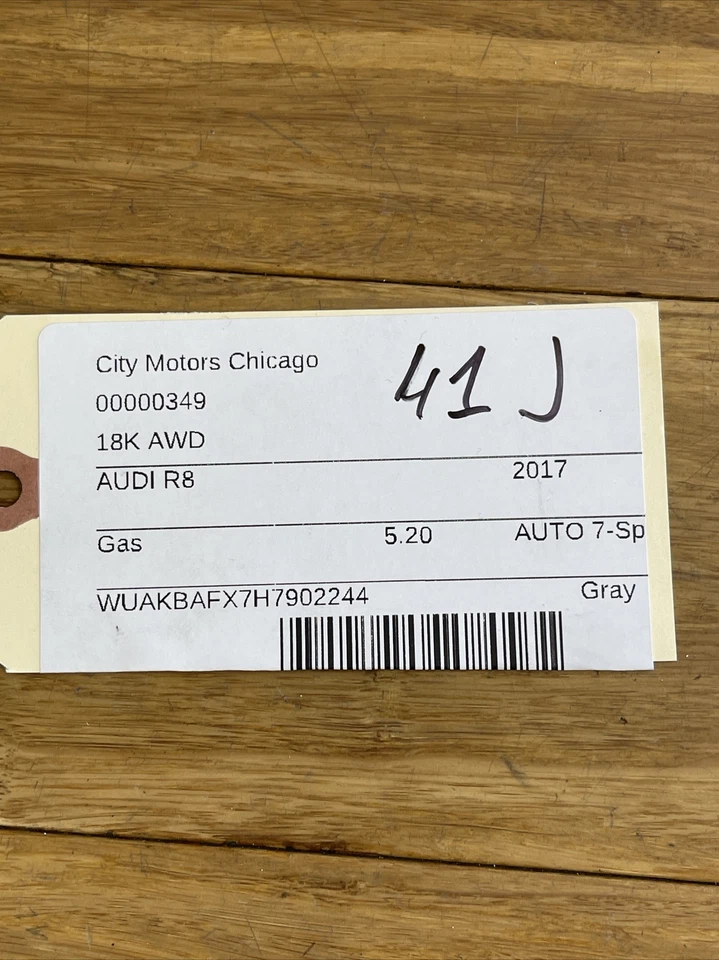 City Motors Chicago
41 J
00000349
18K AWD
AUDI R8 2017
Gas 5.20 AUTO 7-Sp
WUAKBAFX7H7902244 Gray